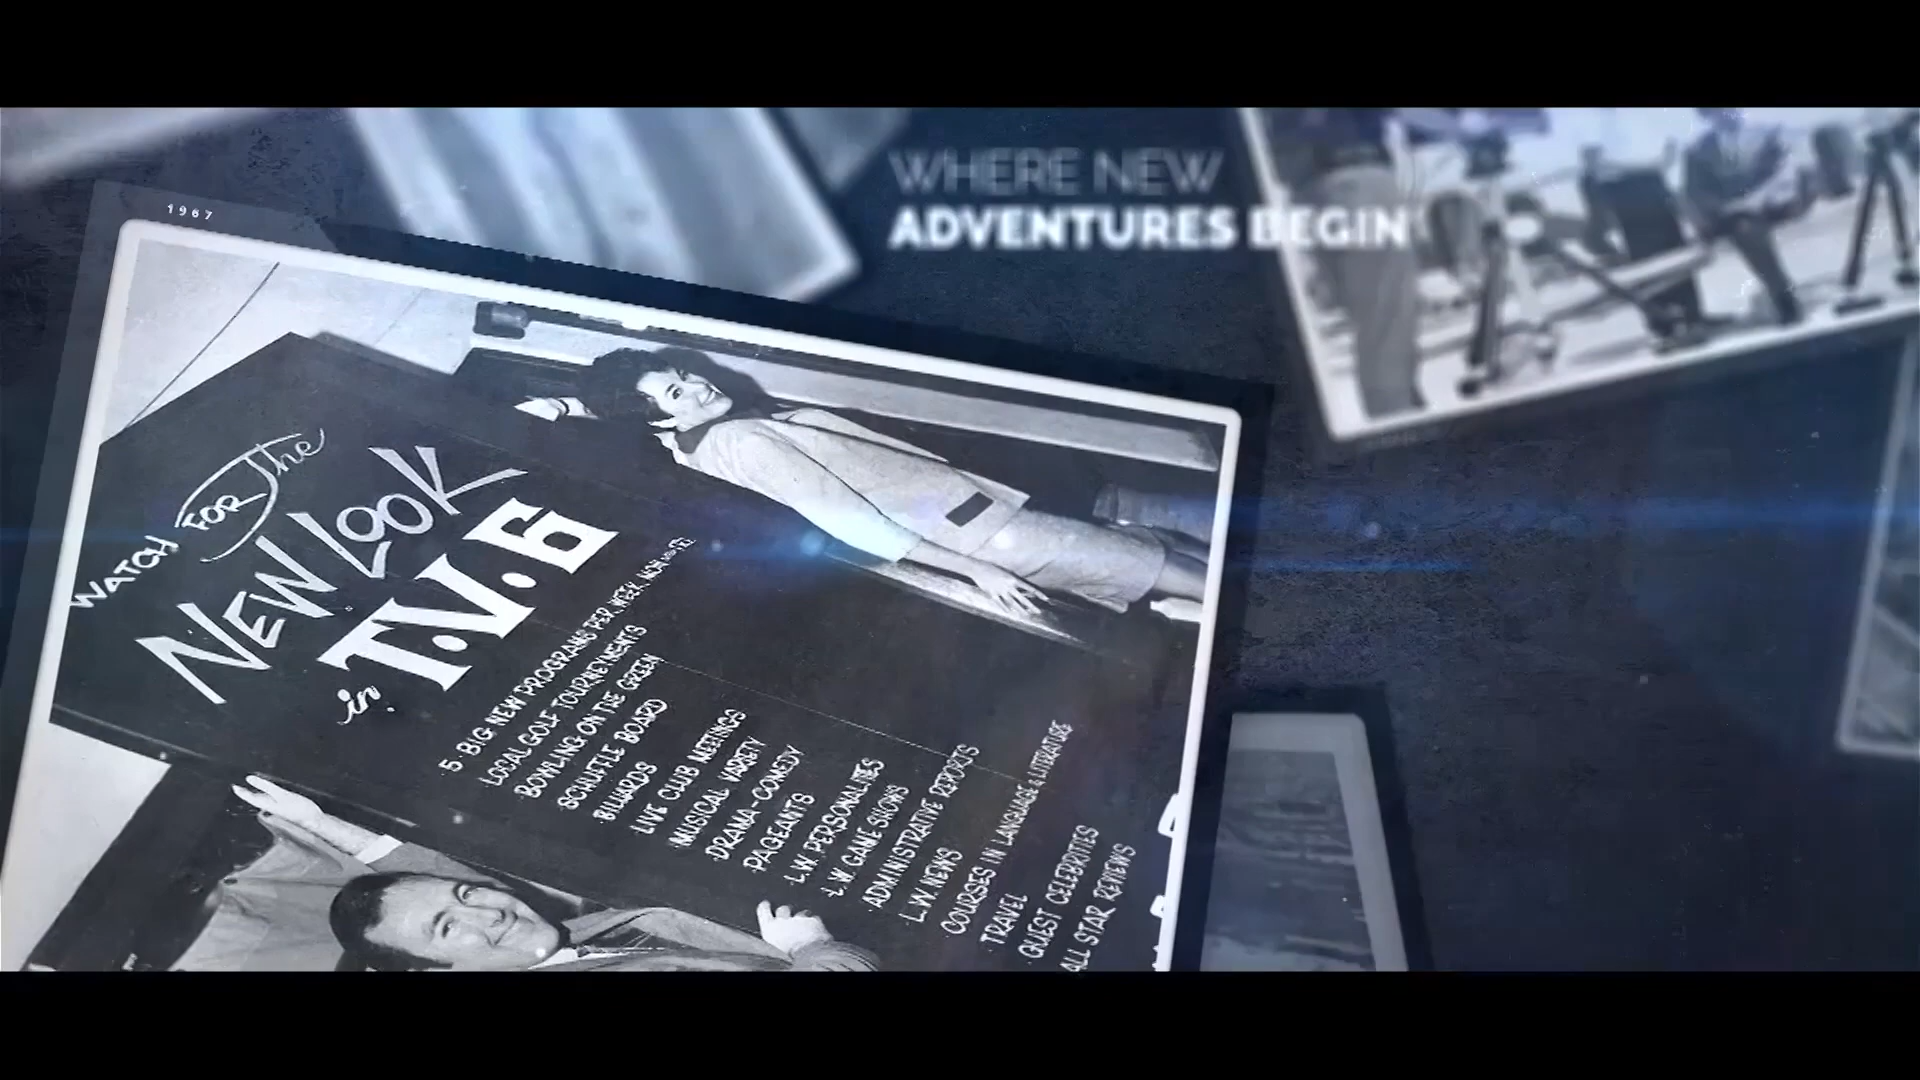 WHERE NEW
ADVENTURES BEGIN
1967
WATCH FOR The
NEW LOOK
in T.V. 6
5 BIG NEW PROGRAMS PER WEEK,
LOCAL GOLF TOURNEYMENTS
BOWLING ON THE GREEN
SCHUFFLE BOARD
BILLIARDS
LIVE CLUB MEETINGS
MUSICAL VARIETY
DRAMA-COMEDY
PAGEANTS
L.W. PERSONALITIES
L.W. GAME SHOWS
ADMINISTRATIVE REPORTS
L.W. NEWS
COURSES IN LANGUAGE & LITERATURE
TRAVEL
GUEST CELEBRITIES
ALL STAR REVIEWS